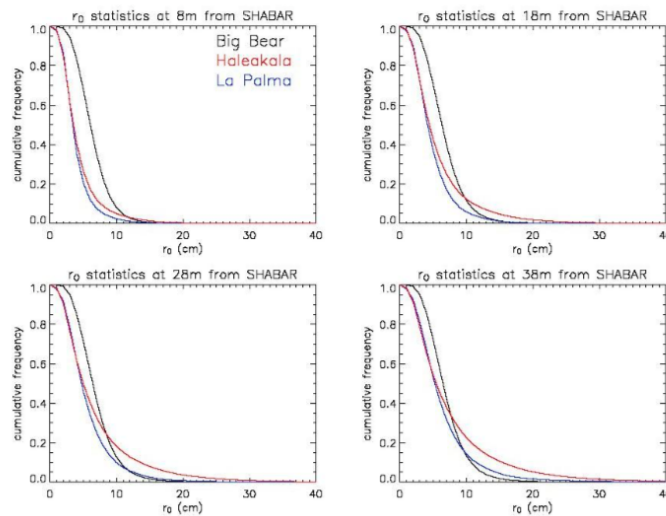 r₀ statistics at 8m from SHABAR
Big Bear
Haleakala
La Palma
1.0
0.8
0.6
0.4
0.2
0.0
cumulative frequency
0 10 20 30 40
r₀ (cm)
r₀ statistics at 18m from SHABAR
1.0
0.8
0.6
0.4
0.2
0.0
cumulative frequency
0 10 20 30 40
r₀ (cm)
r₀ statistics at 28m from SHABAR
1.0
0.8
0.6
0.4
0.2
0.0
cumulative frequency
0 10 20 30 40
r₀ (cm)
r₀ statistics at 38m from SHABAR
1.0
0.8
0.6
0.4
0.2
0.0
cumulative frequency
0 10 20 30 40
r₀ (cm)